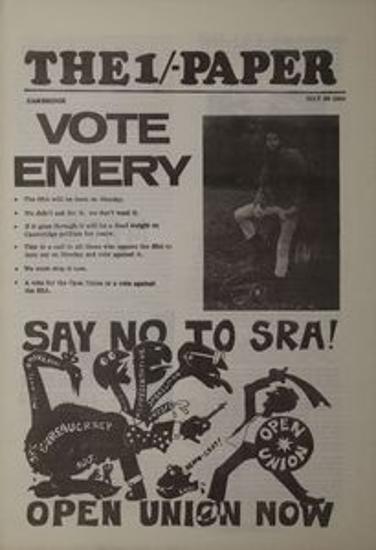 THE 1/-PAPER
CAMBRIDGE
VOTE
EMERY
The SRA will be here on Monday.
We didn't ask for it, we don't want it.
If it goes through it will be a dead weight on
Cambridge politics for years.
This is a call to all those who oppose the SRA to
turn out on Monday and vote against it.
We must stop it now.
A vote for the Open Union is a vote against
the SRA.
SAY NO TO SRA!
BUREAUCRACY
OPEN
UNION
OPEN UNION NOW